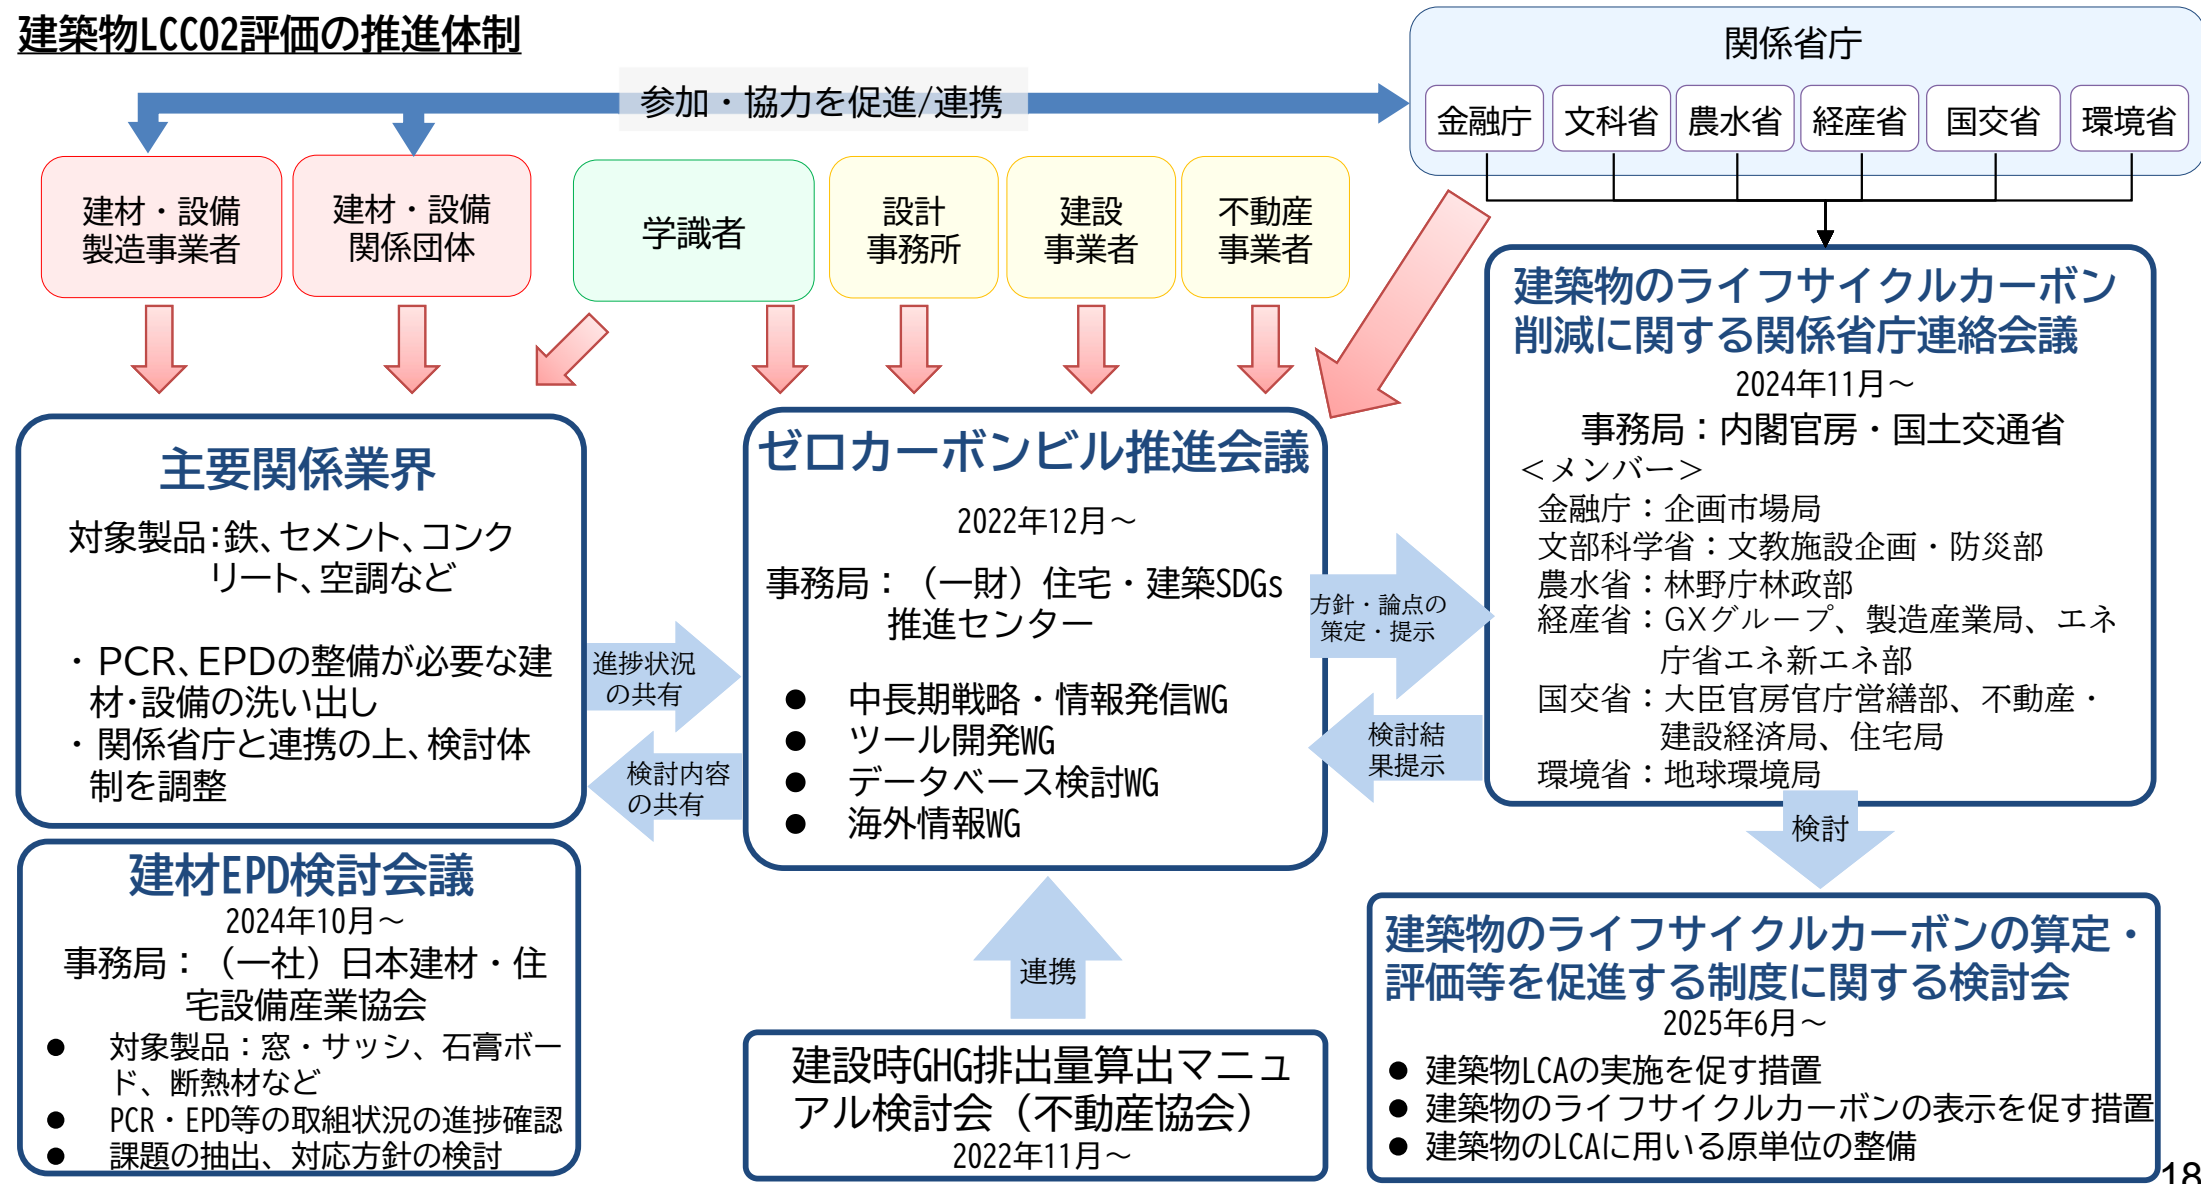 建築物LCCO2評価の推進体制
参加・協力を促進/連携
関係省庁
金融庁
文科省
農水省
経産省
国交省
環境省
建材・設備
製造事業者
建材・設備
関係団体
学識者
設計
事務所
建設
事業者
不動産
事業者
主要関係業界
対象製品：鉄、セメント、コンク
リート、空調など
・PCR、EPDの整備が必要な建
材・設備の洗い出し
・関係省庁と連携の上、検討体
制を調整
進捗状況
の共有
検討内容
の共有
ゼロカーボンビル推進会議
2022年12月～
事務局：（一財）住宅・建築SDGs
推進センター
● 中長期戦略・情報発信WG
● ツール開発WG
● データベース検討WG
● 海外情報WG
方針・論点の
策定・提示
検討結
果提示
建築物のライフサイクルカーボン
削減に関する関係省庁連絡会議
2024年11月～
事務局：内閣官房・国土交通省
＜メンバー＞
金融庁：企画市場局
文部科学省：文教施設企画・防災部
農水省：林野庁林政部
経産省：GXグループ、製造産業局、エネ
庁省エネ新エネ部
国交省：大臣官房官庁営繕部、不動産・
建設経済局、住宅局
環境省：地球環境局
検討
建材EPD検討会議
2024年10月～
事務局：（一社）日本建材・住
宅設備産業協会
● 対象製品：窓・サッシ、石膏ボー
ド、断熱材など
● PCR・EPD等の取組状況の進捗確認
● 課題の抽出、対応方針の検討
連携
建設時GHG排出量算出マニュ
アル検討会（不動産協会）
2022年11月～
建築物のライフサイクルカーボンの算定・
評価等を促進する制度に関する検討会
2025年6月～
● 建築物LCAの実施を促す措置
● 建築物のライフサイクルカーボンの表示を促す措置
● 建築物のLCAに用いる原単位の整備
18